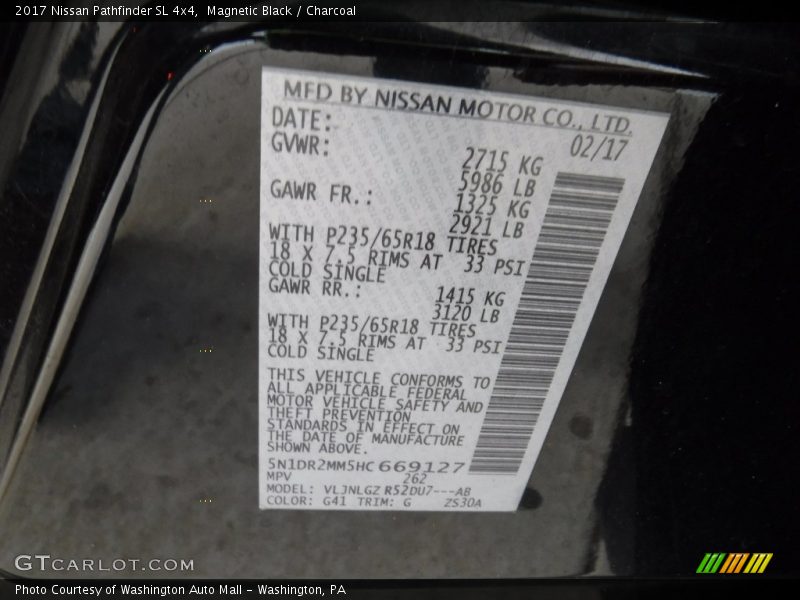 2017 Nissan Pathfinder SL 4x4,  Magnetic Black / Charcoal
MFD BY NISSAN MOTOR CO., LTD.
DATE: 02/17
GVWR: 2715 KG
5986 LB
GAWR FR.: 1325 KG
2921 LB
WITH P235/65R18 TIRES
18 X 7.5 RIMS AT 33 PSI
COLD SINGLE
GAWR RR.: 1415 KG
3120 LB
WITH P235/65R18 TIRES
18 X 7.5 RIMS AT 33 PSI
COLD SINGLE
THIS VEHICLE CONFORMS TO
ALL APPLICABLE FEDERAL
MOTOR VEHICLE SAFETY AND
THEFT PREVENTION
STANDARDS IN EFFECT ON
THE DATE OF MANUFACTURE
SHOWN ABOVE.
5N1DR2MM5HC669127
MPV 262
MODEL: VLJNLGZ R52DU7---AB
COLOR: G41 TRIM: G ZS30A
GTCARLOT.COM
Photo Courtesy of Washington Auto Mall - Washington, PA